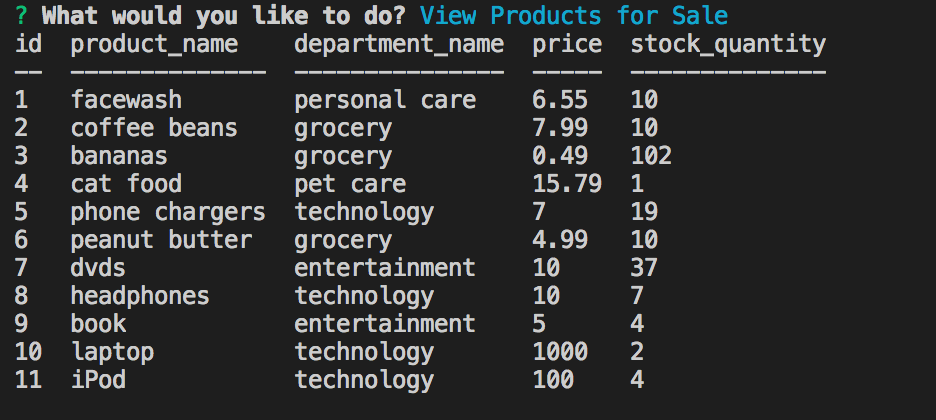 ? What would you like to do? View Products for Sale
id  product_name    department_name  price  stock_quantity
--  --------------  ---------------  -----  --------------
1   facewash        personal care    6.55   10
2   coffee beans    grocery          7.99   10
3   bananas         grocery          0.49   102
4   cat food        pet care         15.79  1
5   phone chargers  technology       7      19
6   peanut butter   grocery          4.99   10
7   dvds            entertainment    10     37
8   headphones      technology       10     7
9   book            entertainment    5      4
10  laptop          technology       1000   2
11  iPod            technology       100    4